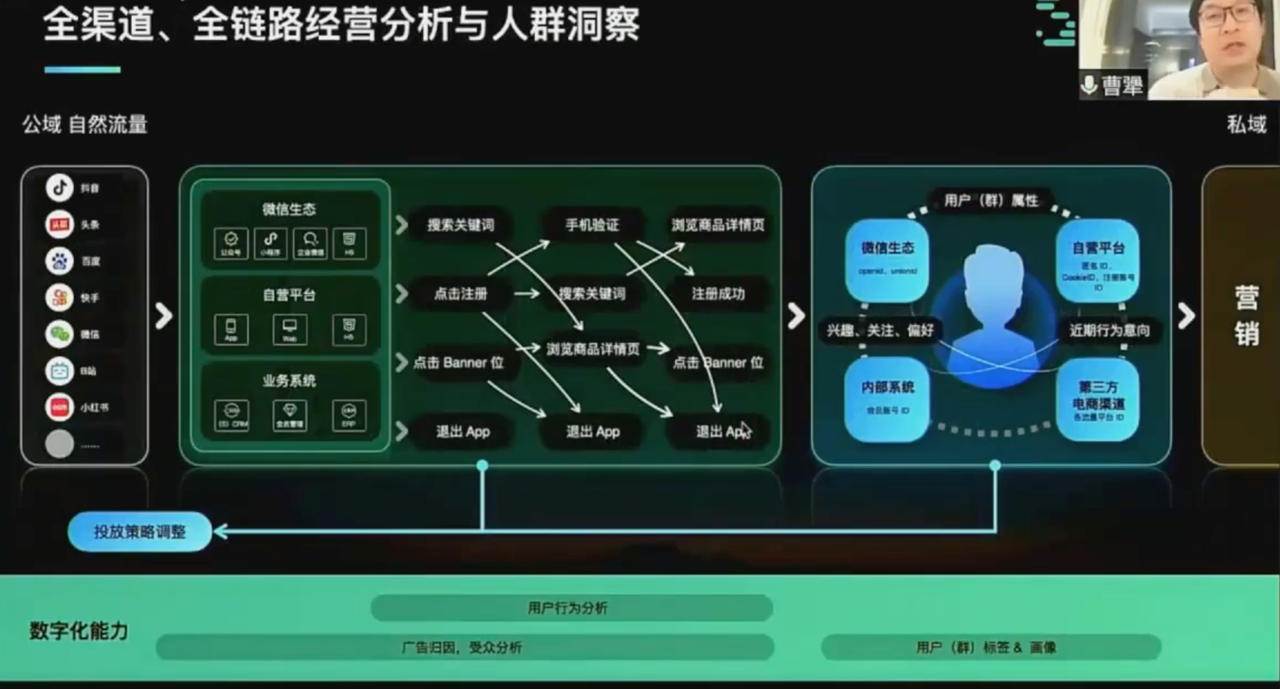 全渠道、全链路经营分析与人群洞察
曹犟
公域 自然流量
私域
抖音
头条
百度
快手
微信
B站
小红书
......
微信生态
公众号 小程序 企业微信 H5
自营平台
App Web H5
业务系统
CRM 会员管理 ERP
搜索关键词 手机验证 浏览商品详情页
点击注册 搜索关键词 注册成功
点击 Banner 位 浏览商品详情页 点击 Banner 位
退出 App 退出 App 退出 App
用户（群）属性
微信生态
openid、unionid
自营平台
匿名 ID、
CookieID、注册账号
ID
兴趣、关注、偏好
近期行为意向
内部系统
会员账号 ID
第三方
电商渠道
各流量平台 ID
营
销
投放策略调整
数字化能力
用户行为分析
广告归因，受众分析
用户（群）标签 & 画像